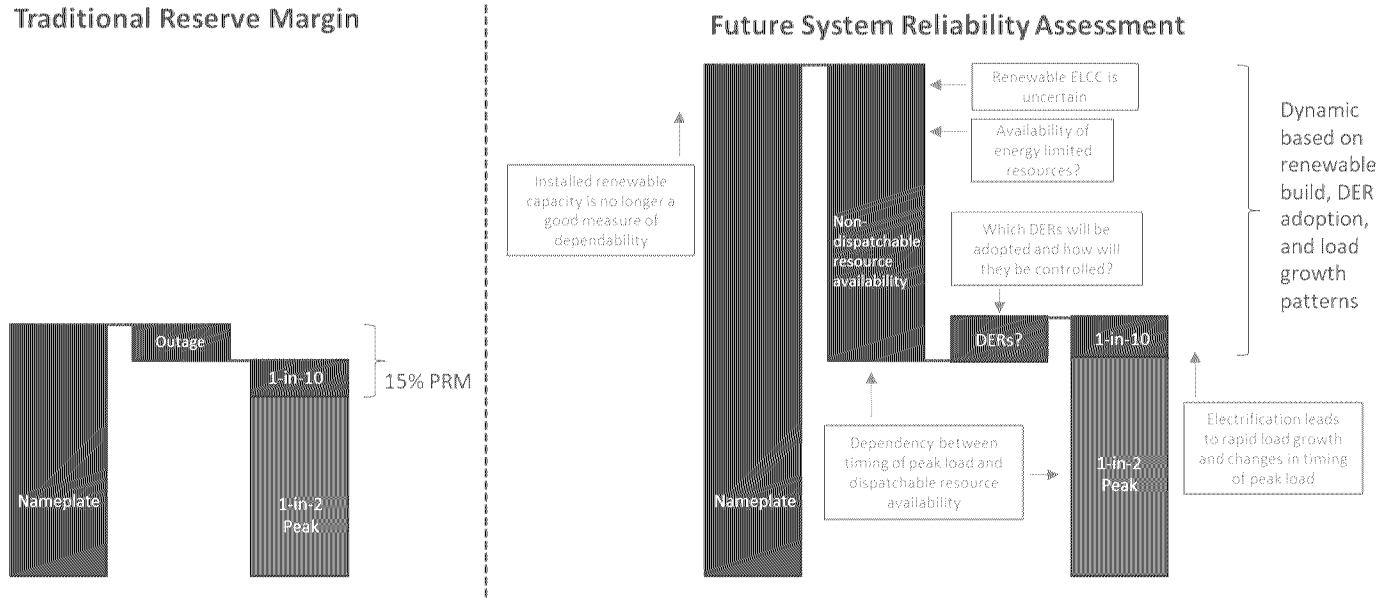 Traditional Reserve Margin
Nameplate
Outage
1-in-10
1-in-2
Peak
15% PRM
Future System Reliability Assessment
Installed renewable
capacity is no longer a
good measure of
dependability
Nameplate
Non-
dispatchable
resource
availability
Renewable ELCC is
uncertain
Availability of
energy limited
resources?
Which DERs will be
adopted and how will
they be controlled?
DERs?
1-in-10
1-in-2
Peak
Dependency between
timing of peak load and
dispatchable resource
availability
Electrification leads
to rapid load growth
and changes in timing
of peak load
Dynamic
based on
renewable
build, DER
adoption,
and load
growth
patterns